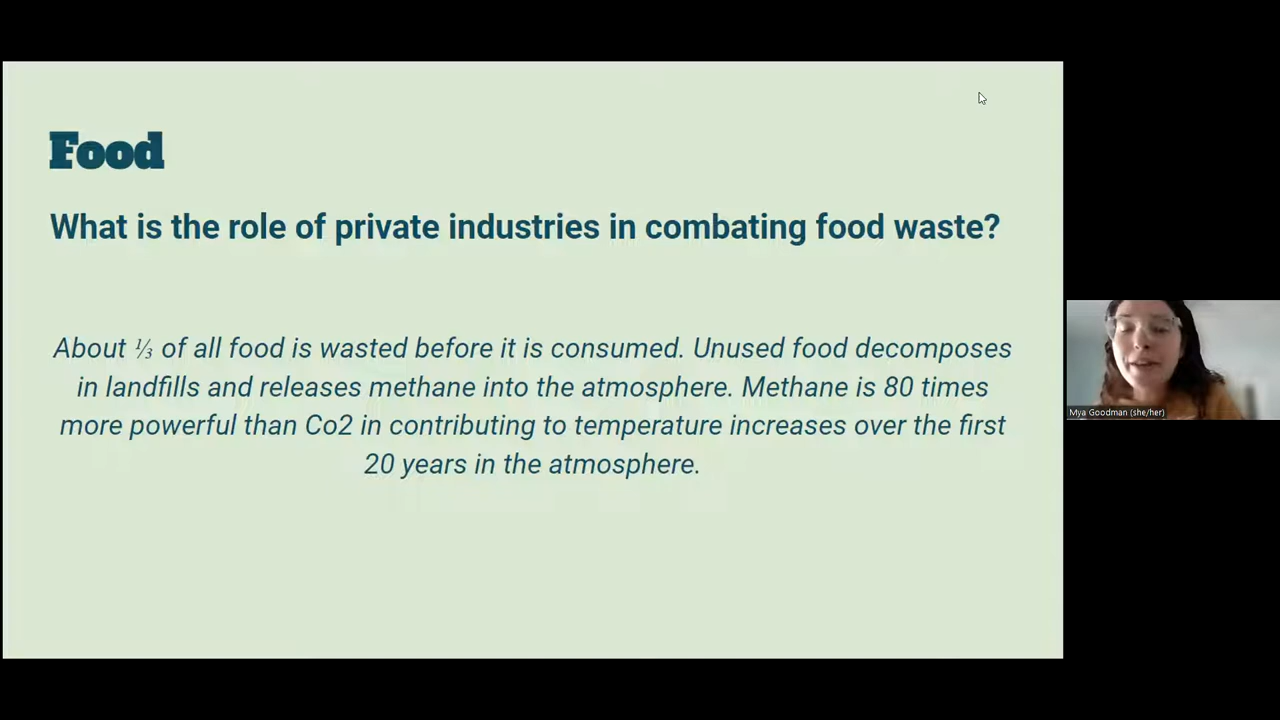 Food
What is the role of private industries in combating food waste?
About ⅓ of all food is wasted before it is consumed. Unused food decomposes
in landfills and releases methane into the atmosphere. Methane is 80 times
more powerful than Co2 in contributing to temperature increases over the first
20 years in the atmosphere.
Mya Goodman (she/her)